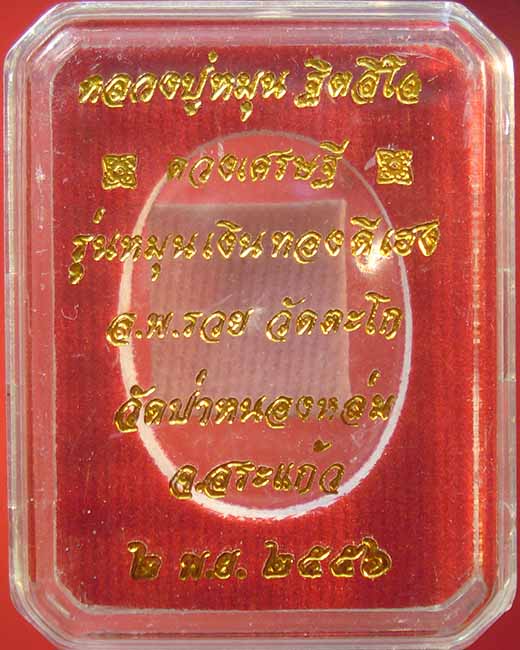 หลวงปู่หมุน ฐิตสีโล
ดวงเศรษฐี
รุ่นหมุนเงินทองดีเฮง
ล.พ.รวย วัดตะโก
วัดป่าหนองหล่ม
จ.สระแก้ว
๒ พ.ย. ๒๕๕๖